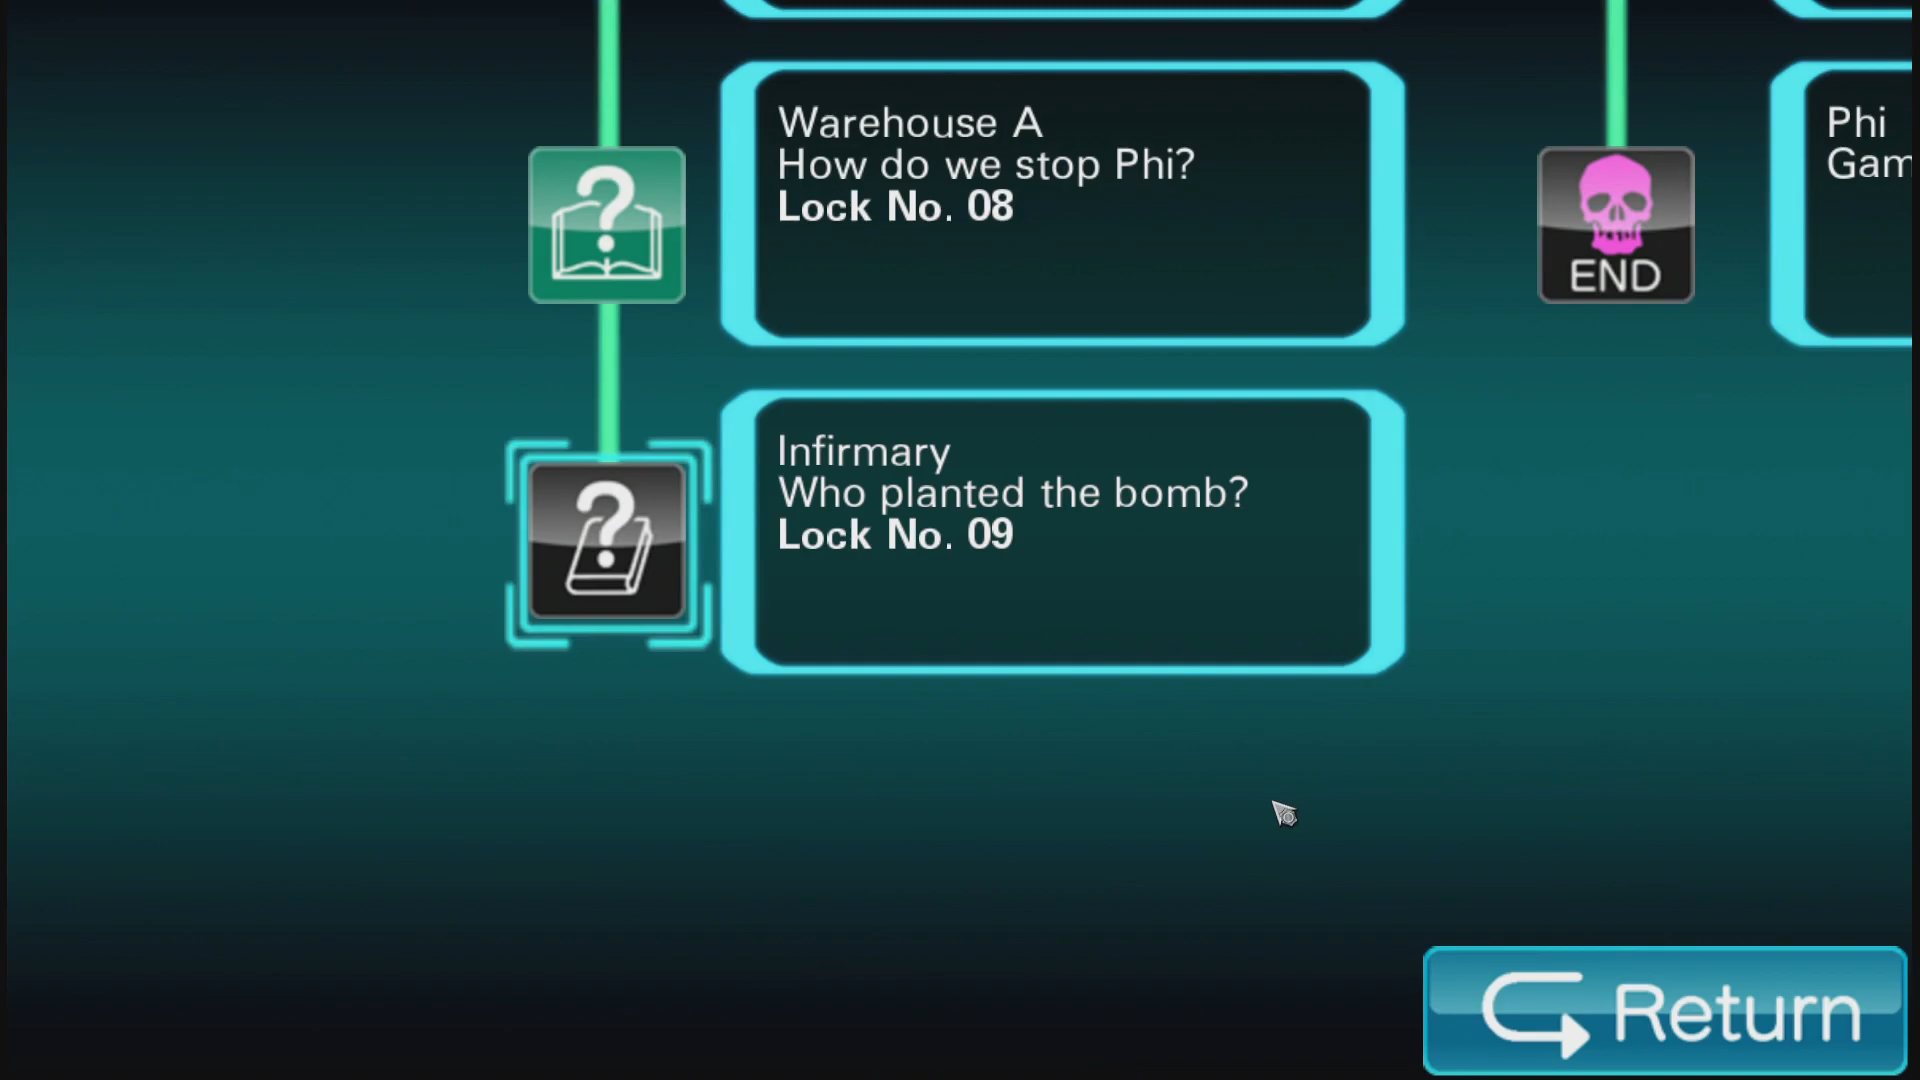 Warehouse A
How do we stop Phi?
Lock No. 08
Phi
END
Infirmary
Who planted the bomb?
Lock No. 09
Return